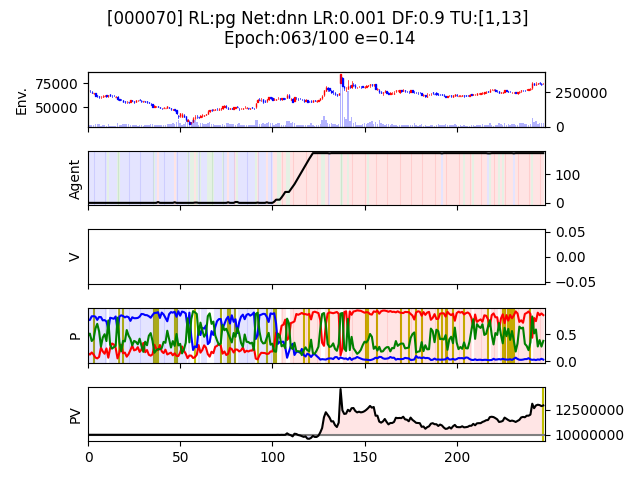 [000070] RL:pg Net:dnn LR:0.001 DF:0.9 TU:[1,13]
Epoch:063/100 e=0.14
Env.
75000
50000
250000
0
Agent
100
0
V
0.05
0.00
−0.05
P
0.5
0.0
PV
12500000
10000000
0 50 100 150 200